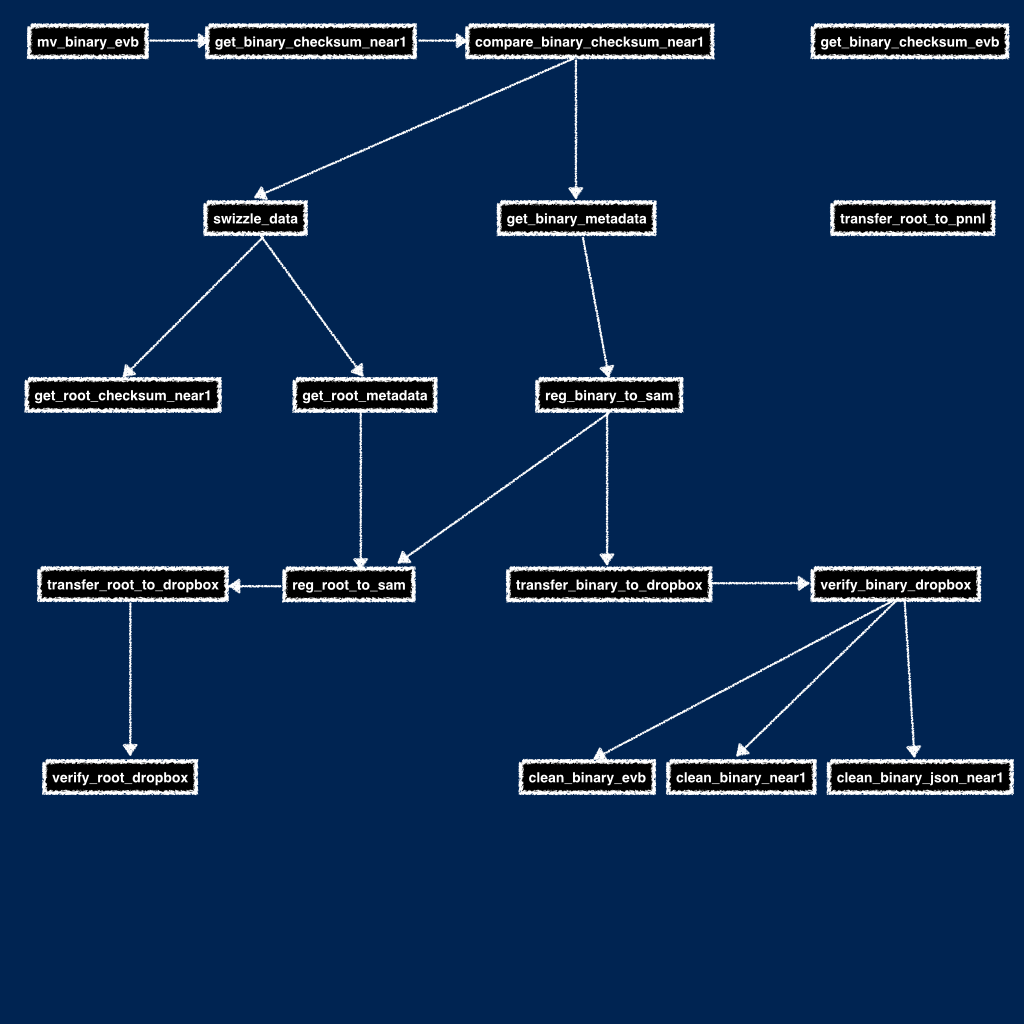 mv_binary_evb
get_binary_checksum_near1
compare_binary_checksum_near1
get_binary_checksum_evb
swizzle_data
get_binary_metadata
transfer_root_to_pnnl
get_root_checksum_near1
get_root_metadata
reg_binary_to_sam
transfer_root_to_dropbox
reg_root_to_sam
transfer_binary_to_dropbox
verify_binary_dropbox
verify_root_dropbox
clean_binary_evb
clean_binary_near1
clean_binary_json_near1